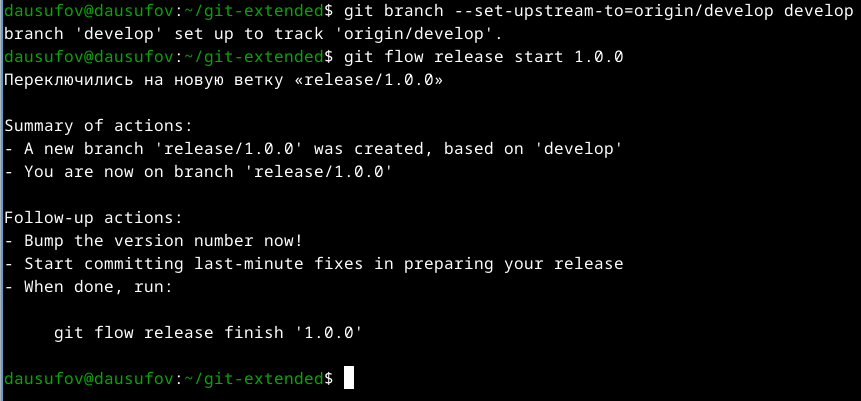 dausufov@dausufov:~/git-extended$ git branch --set-upstream-to=origin/develop develop
branch 'develop' set up to track 'origin/develop'.
dausufov@dausufov:~/git-extended$ git flow release start 1.0.0
Переключились на новую ветку «release/1.0.0»
Summary of actions:
- A new branch 'release/1.0.0' was created, based on 'develop'
- You are now on branch 'release/1.0.0'
Follow-up actions:
- Bump the version number now!
- Start committing last-minute fixes in preparing your release
- When done, run:
git flow release finish '1.0.0'
dausufov@dausufov:~/git-extended$